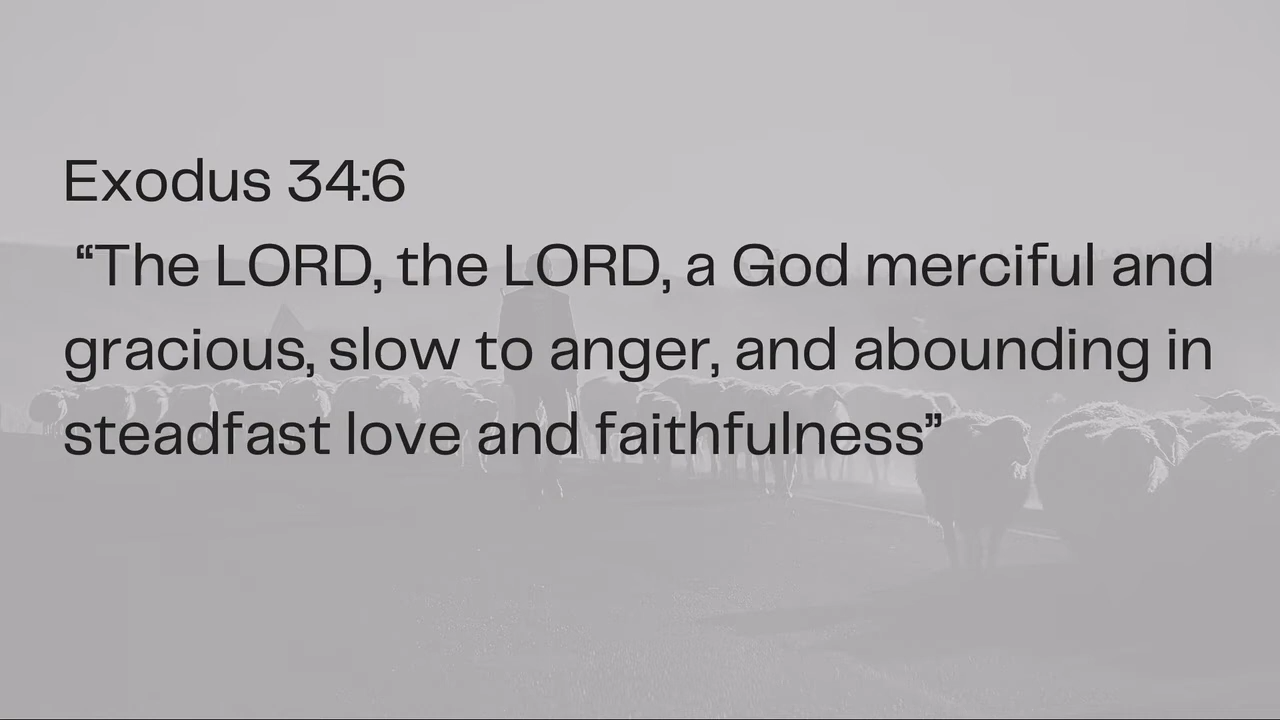 Exodus 34:6
“The LORD, the LORD, a God merciful and
gracious, slow to anger, and abounding in
steadfast love and faithfulness”